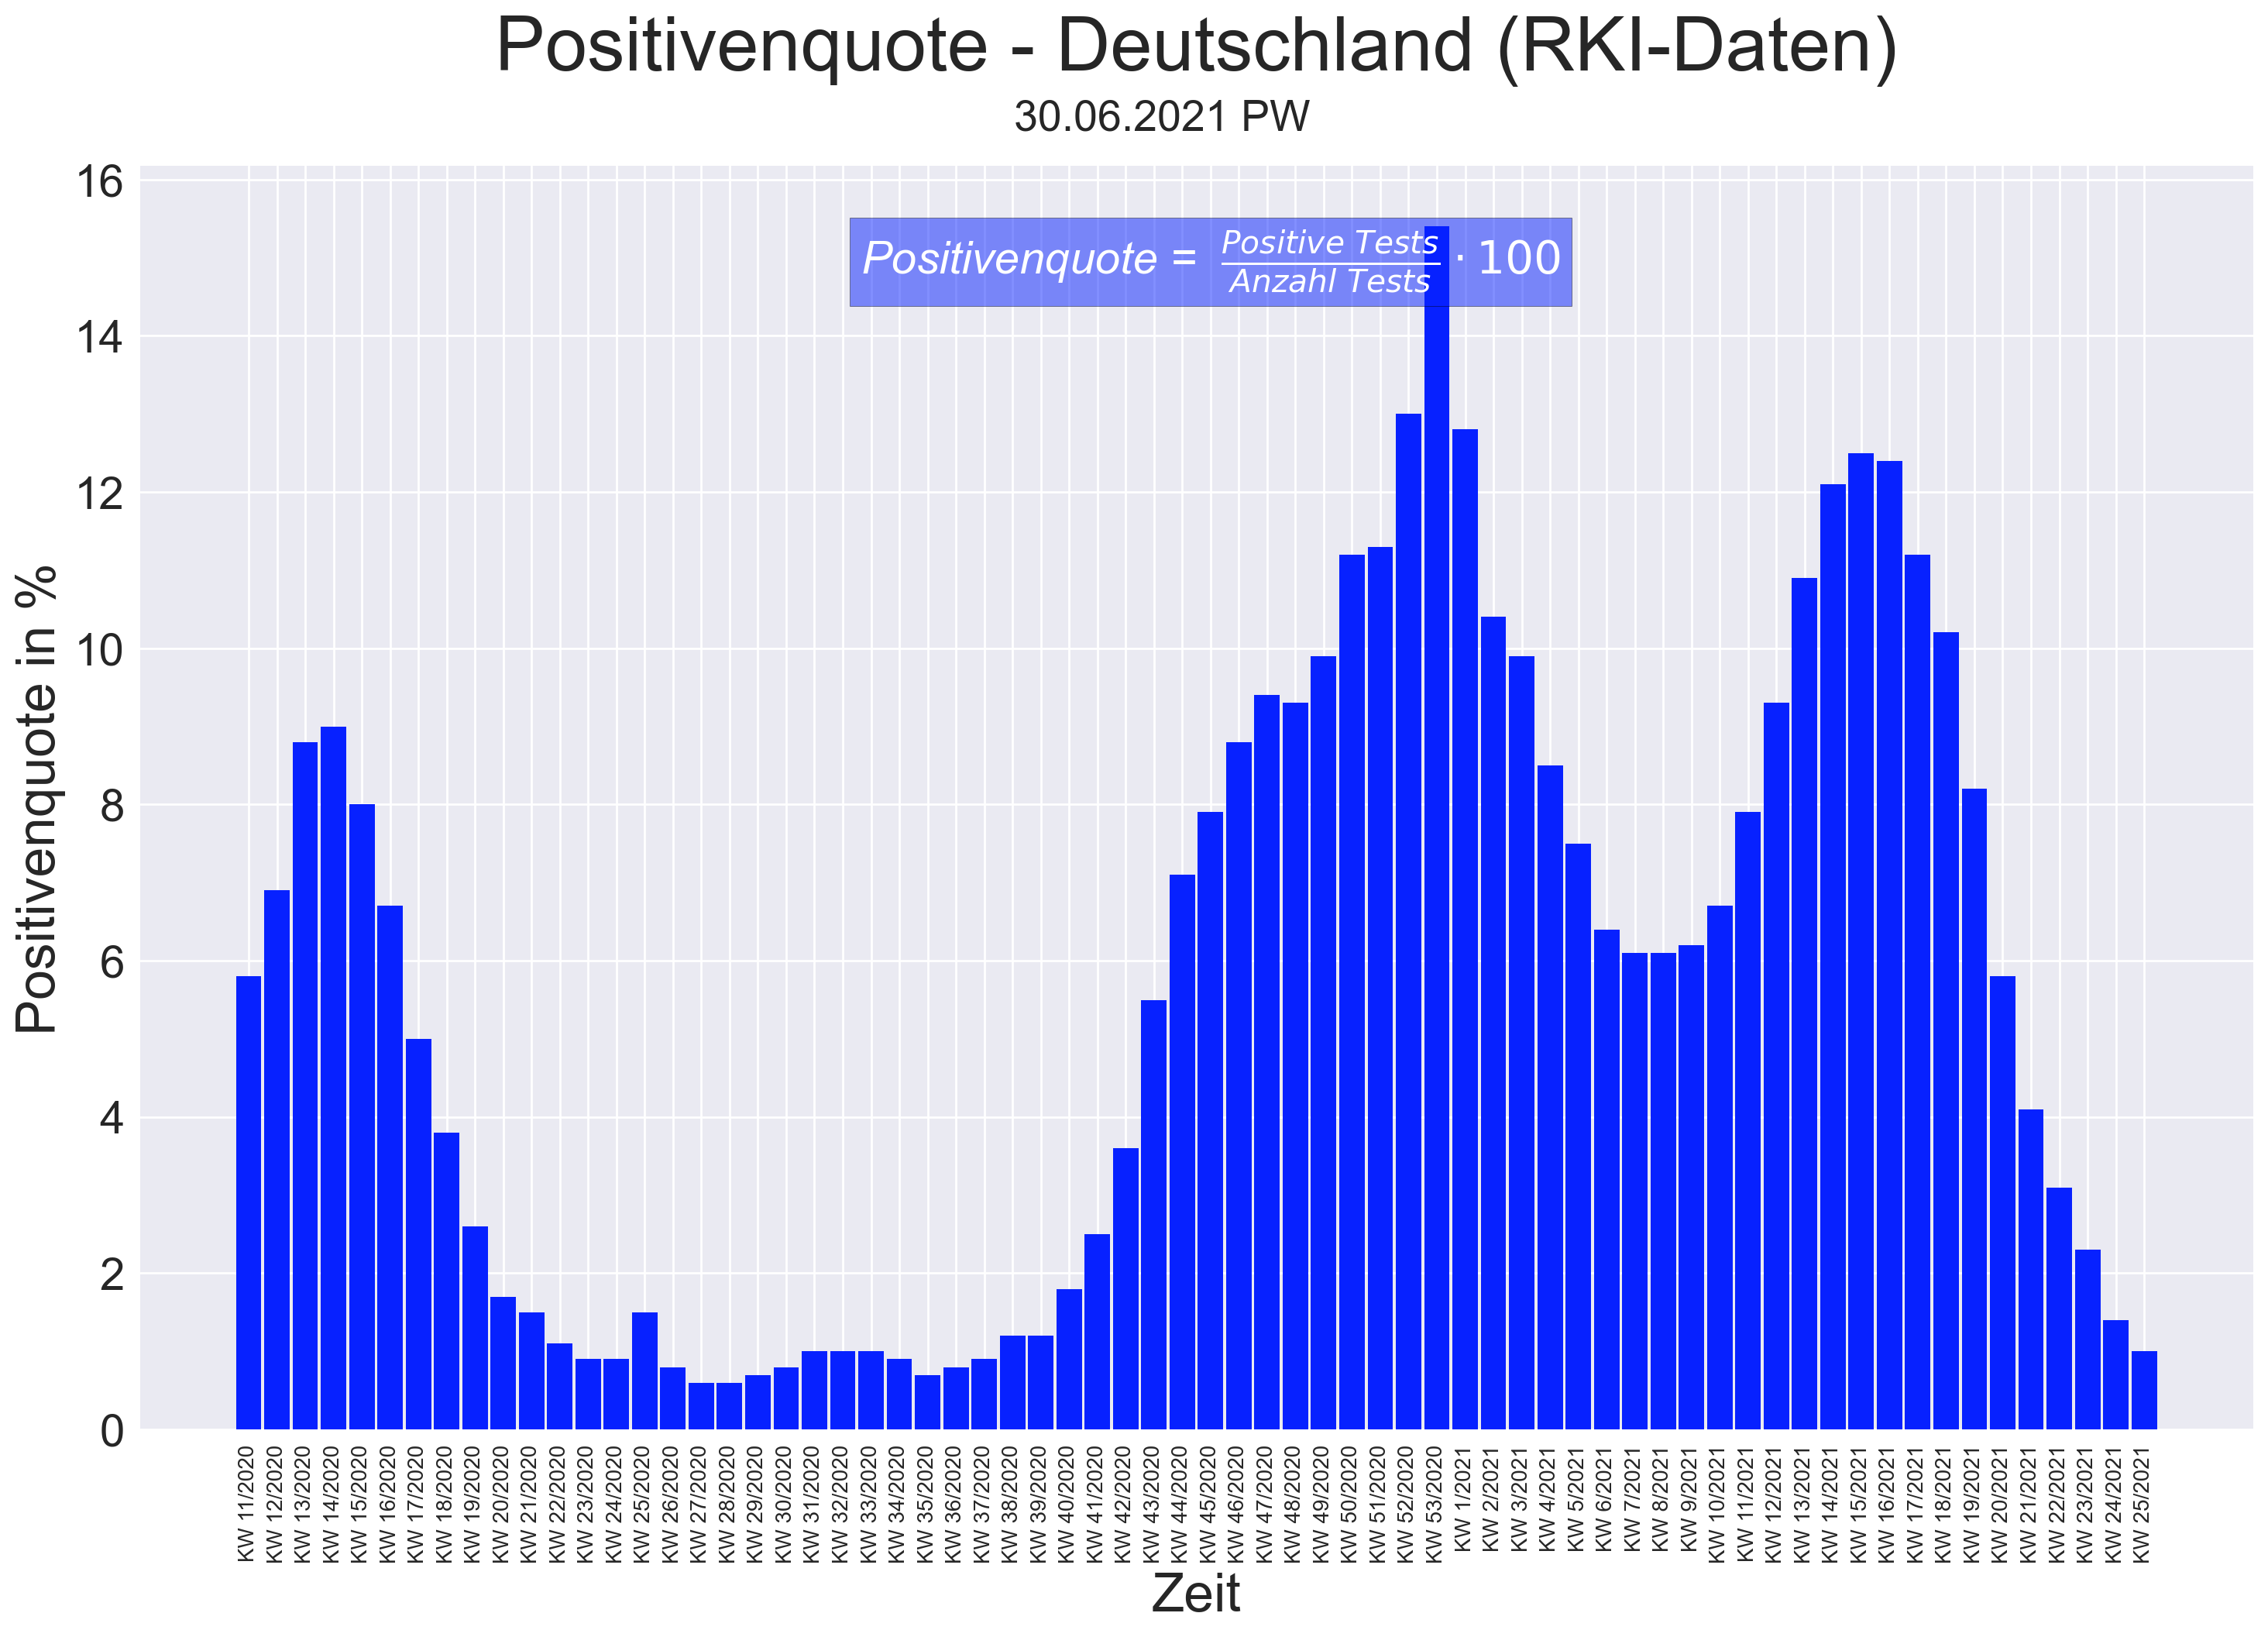 Positivenquote - Deutschland (RKI-Daten)
30.06.2021 PW
Positivenquote = Positive Tests / Anzahl Tests · 100
Positivenquote in %
16
14
12
10
8
6
4
2
0
KW 11/2020
KW 12/2020
KW 13/2020
KW 14/2020
KW 15/2020
KW 16/2020
KW 17/2020
KW 18/2020
KW 19/2020
KW 20/2020
KW 21/2020
KW 22/2020
KW 23/2020
KW 24/2020
KW 25/2020
KW 26/2020
KW 27/2020
KW 28/2020
KW 29/2020
KW 30/2020
KW 31/2020
KW 32/2020
KW 33/2020
KW 34/2020
KW 35/2020
KW 36/2020
KW 37/2020
KW 38/2020
KW 39/2020
KW 40/2020
KW 41/2020
KW 42/2020
KW 43/2020
KW 44/2020
KW 45/2020
KW 46/2020
KW 47/2020
KW 48/2020
KW 49/2020
KW 50/2020
KW 51/2020
KW 52/2020
KW 53/2020
KW 1/2021
KW 2/2021
KW 3/2021
KW 4/2021
KW 5/2021
KW 6/2021
KW 7/2021
KW 8/2021
KW 9/2021
KW 10/2021
KW 11/2021
KW 12/2021
KW 13/2021
KW 14/2021
KW 15/2021
KW 16/2021
KW 17/2021
KW 18/2021
KW 19/2021
KW 20/2021
KW 21/2021
KW 22/2021
KW 23/2021
KW 24/2021
KW 25/2021
Zeit